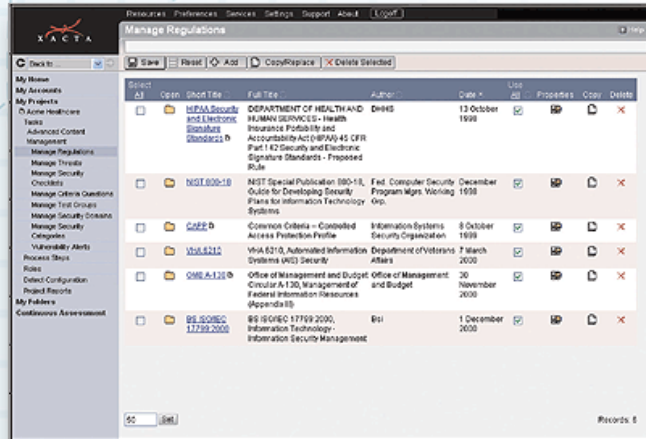 Resources Preferences Services Settings Support About Logoff
XACTA
Manage Regulations
Help
Back to ...
Save Reset Add Copy/Replace Delete Selected
My Home
My Accounts
My Projects
Acme Healthcare
Tasks
Advanced Content
Management
Manage Regulations
Manage Threats
Manage Security
Checklists
Manage Criteria Questions
Manage Test Groups
Manage Security Domains
Manage Security
Categories
Vulnerability Alerts
Process Steps
Roles
Detect Configuration
Project Reports
My Folders
Continuous Assessment
Select All Open Short Title Full Title Author Date Use All Properties Copy Delete
HIPAA Security and Electronic Signature Standards
DEPARTMENT OF HEALTH AND
HUMAN SERVICES - Health
Insurance Portability and
Accountability Act (HIPAA) 45 CFR
Part 142 Security and Electronic
Signature Standards - Proposed
Rule
DHHS
13 October 1998
NIST 800-18
NIST Special Publication 800-18,
Guide for Developing Security
Plans for Information Technology
Systems
Fed. Computer Security
Program Mgrs. Working
Grp.
December 1998
CAPP
Common Criteria – Controlled
Access Protection Profile
Information Systems
Security Organization
8 October 1999
VHA 6210
VHA 6210, Automated Information
Systems (AIS) Security
Department of Veterans
Affairs
7 March 2000
OMB A-130
Office of Management and Budget
Circular A-130, Management of
Federal Information Resources
(Appendix III)
Office of Management
and Budget
30 November 2000
BS ISO/IEC 17799:2000
BS ISO/IEC 17799:2000,
Information Technology -
Information Security Management
Bsi
1 December 2000
50 Set
Records: 6